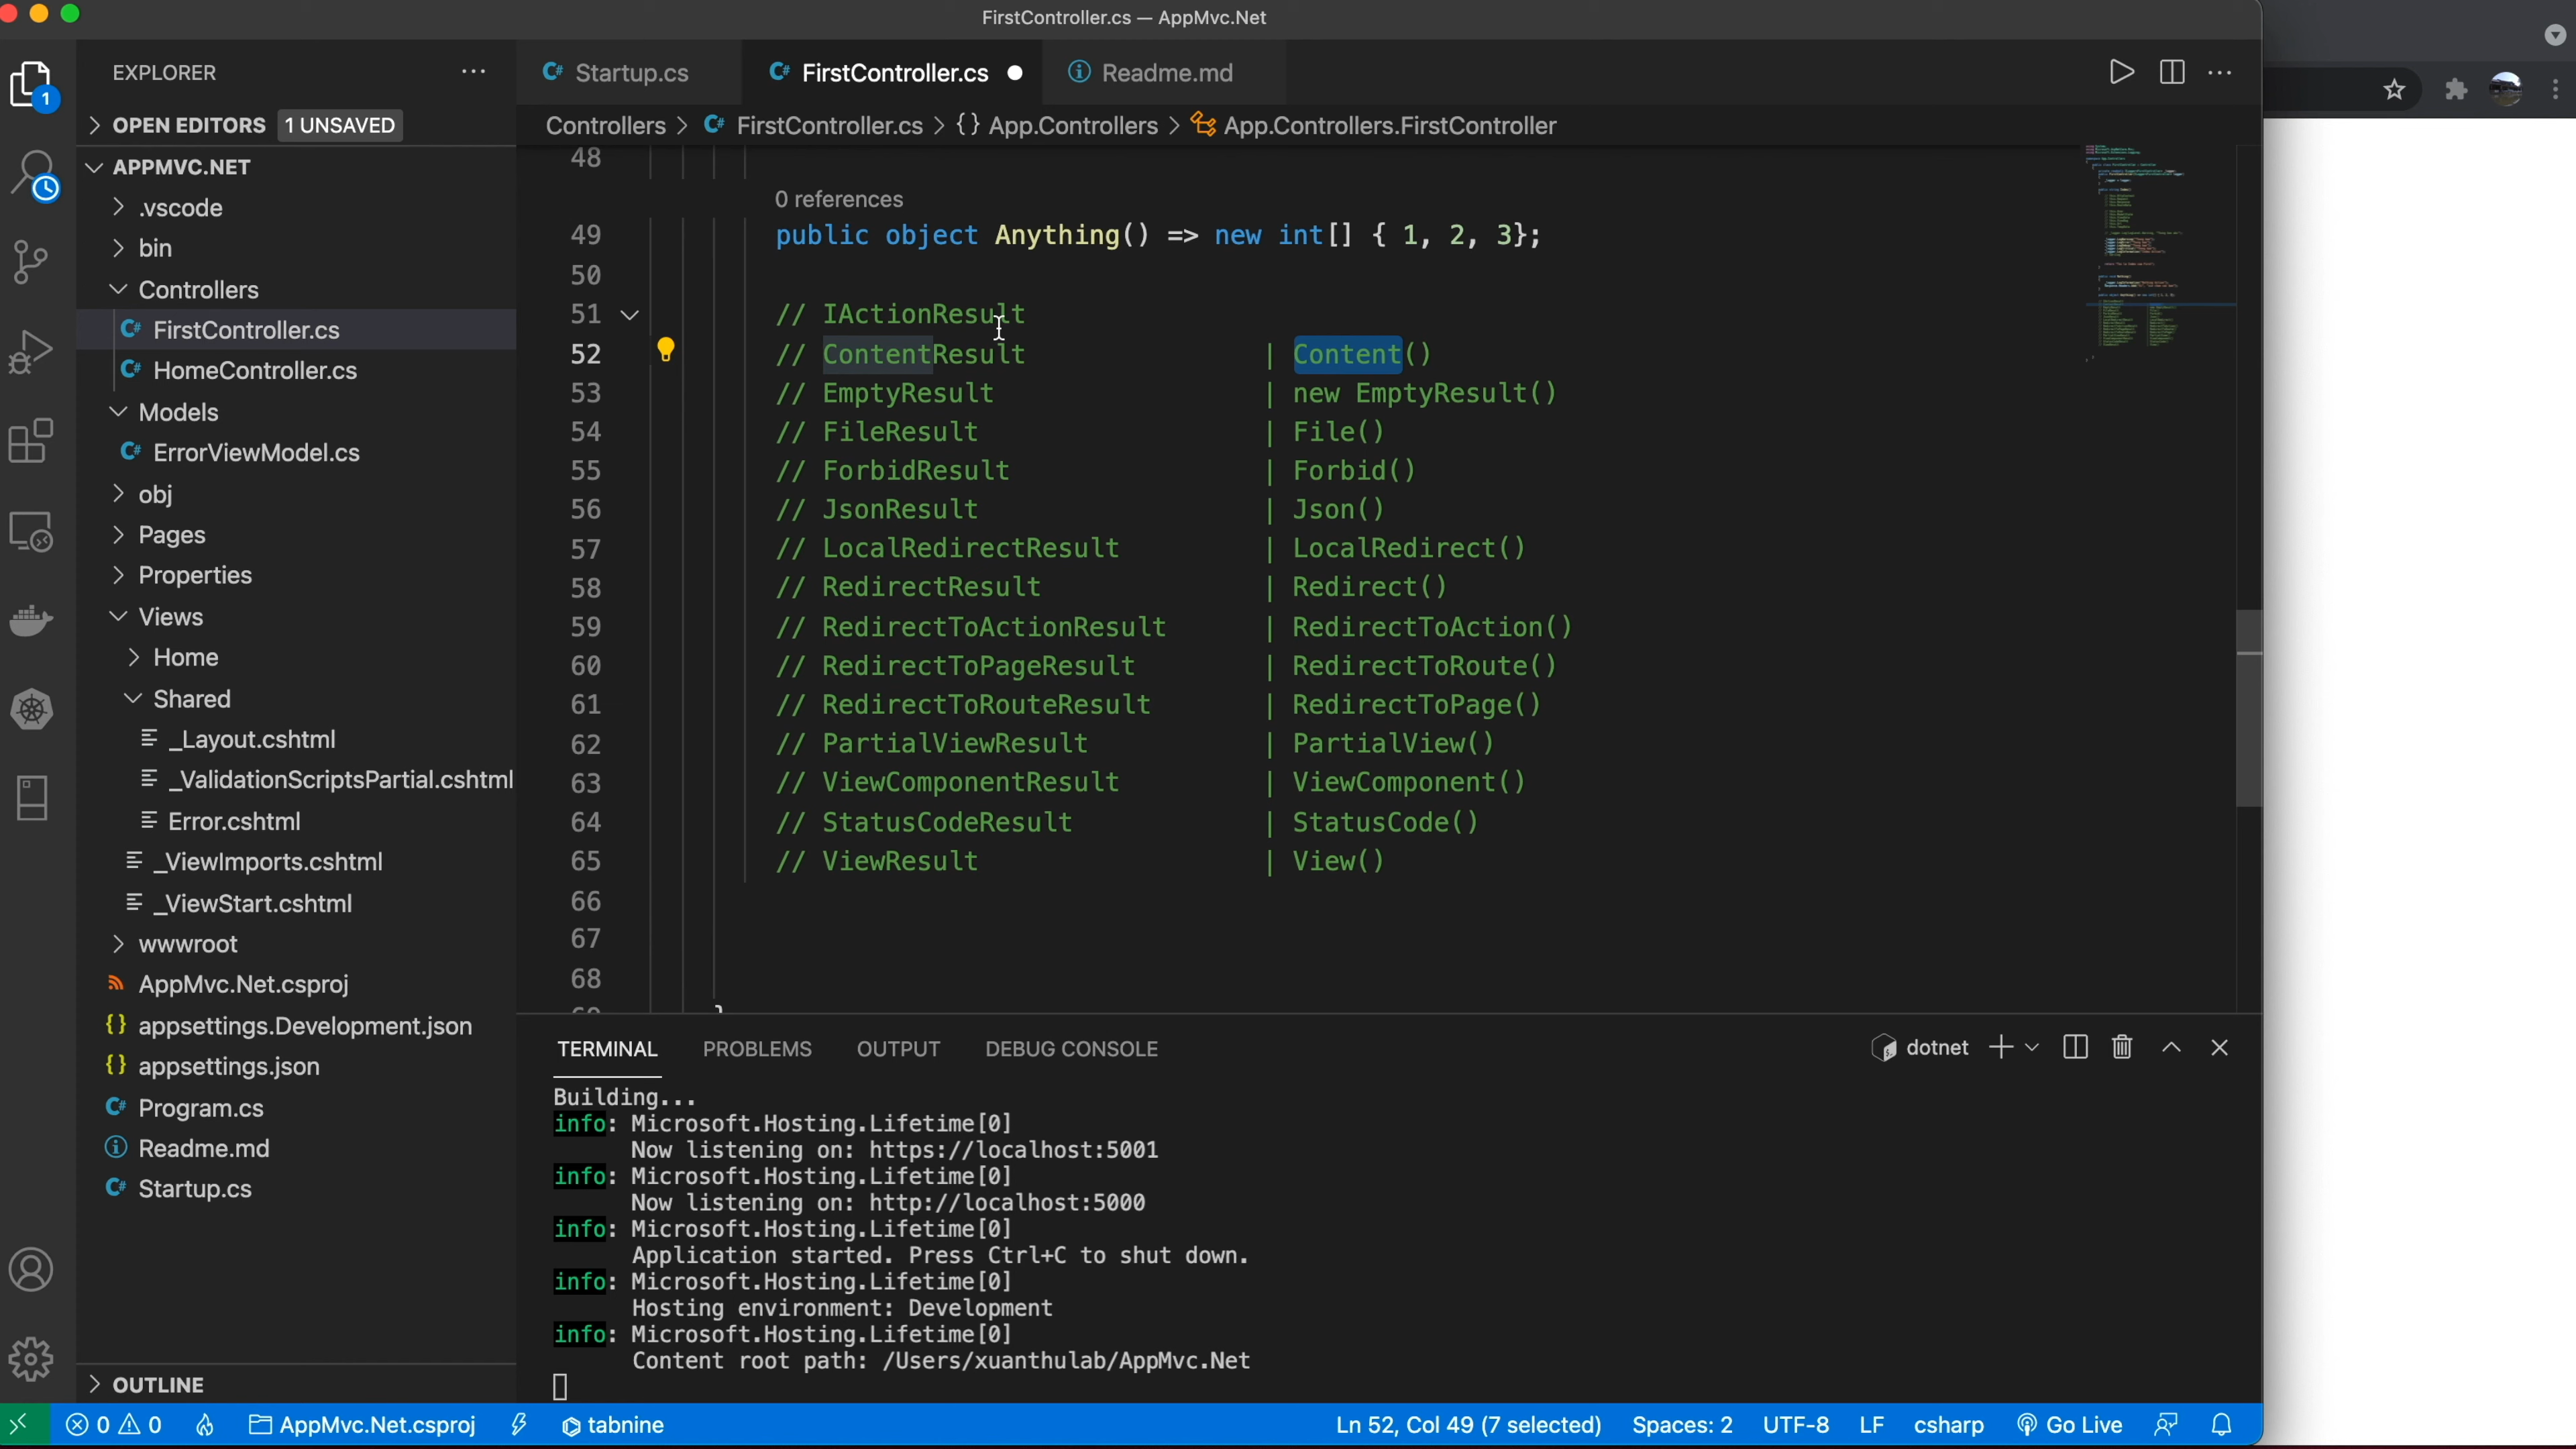 FirstController.cs — AppMvc.Net
EXPLORER
Startup.cs
FirstController.cs
Readme.md
OPEN EDITORS 1 UNSAVED
Controllers > FirstController.cs > {} App.Controllers > App.Controllers.FirstController
APPMVC.NET
.vscode
bin
Controllers
FirstController.cs
HomeController.cs
Models
ErrorViewModel.cs
obj
Pages
Properties
Views
Home
Shared
_Layout.cshtml
_ValidationScriptsPartial.cshtml
Error.cshtml
_ViewImports.cshtml
_ViewStart.cshtml
wwwroot
AppMvc.Net.csproj
{} appsettings.Development.json
{} appsettings.json
Program.cs
Readme.md
Startup.cs
OUTLINE
48
0 references
49 public object Anything() => new int[] { 1, 2, 3};
50
51 // IActionResult
52 // ContentResult | Content()
53 // EmptyResult | new EmptyResult()
54 // FileResult | File()
55 // ForbidResult | Forbid()
56 // JsonResult | Json()
57 // LocalRedirectResult | LocalRedirect()
58 // RedirectResult | Redirect()
59 // RedirectToActionResult | RedirectToAction()
60 // RedirectToPageResult | RedirectToRoute()
61 // RedirectToRouteResult | RedirectToPage()
62 // PartialViewResult | PartialView()
63 // ViewComponentResult | ViewComponent()
64 // StatusCodeResult | StatusCode()
65 // ViewResult | View()
66
67
68
TERMINAL PROBLEMS OUTPUT DEBUG CONSOLE
dotnet
Building...
info: Microsoft.Hosting.Lifetime[0]
Now listening on: https://localhost:5001
info: Microsoft.Hosting.Lifetime[0]
Now listening on: http://localhost:5000
info: Microsoft.Hosting.Lifetime[0]
Application started. Press Ctrl+C to shut down.
info: Microsoft.Hosting.Lifetime[0]
Hosting environment: Development
info: Microsoft.Hosting.Lifetime[0]
Content root path: /Users/xuanthulab/AppMvc.Net
0 0 AppMvc.Net.csproj tabnine Ln 52, Col 49 (7 selected) Spaces: 2 UTF-8 LF csharp Go Live